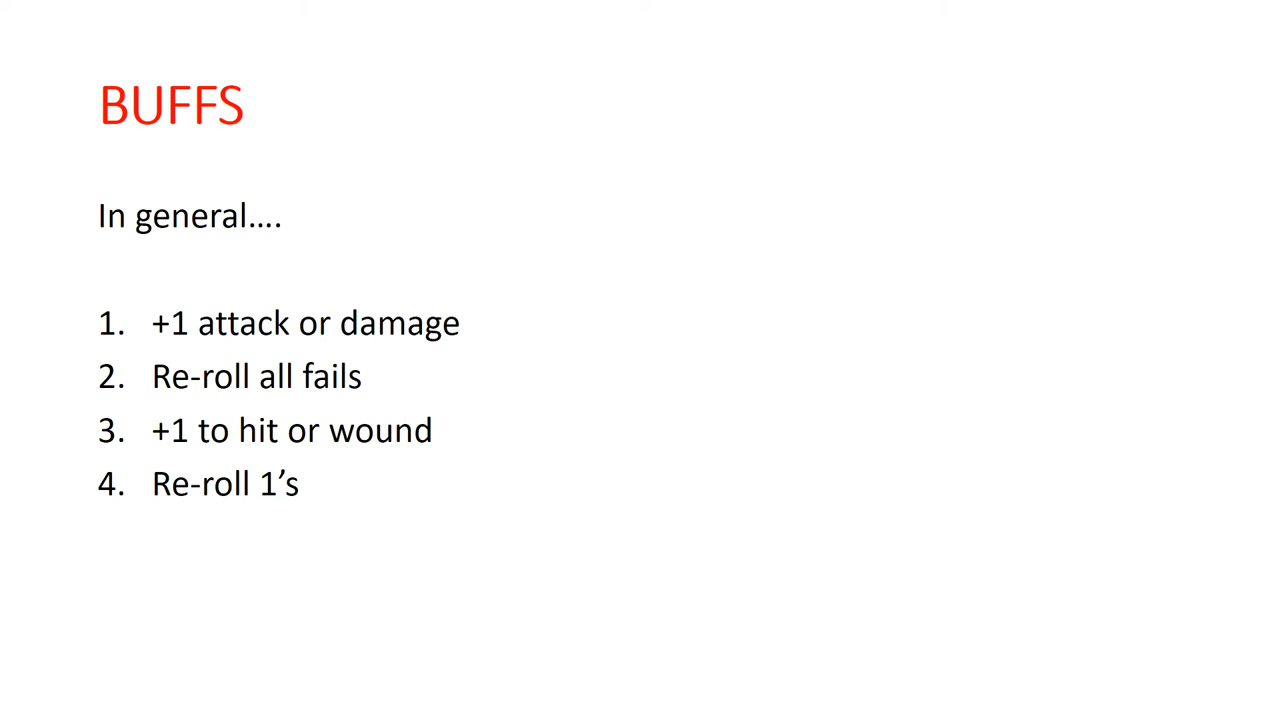 BUFFS
In general....
1. +1 attack or damage
2. Re-roll all fails
3. +1 to hit or wound
4. Re-roll 1’s